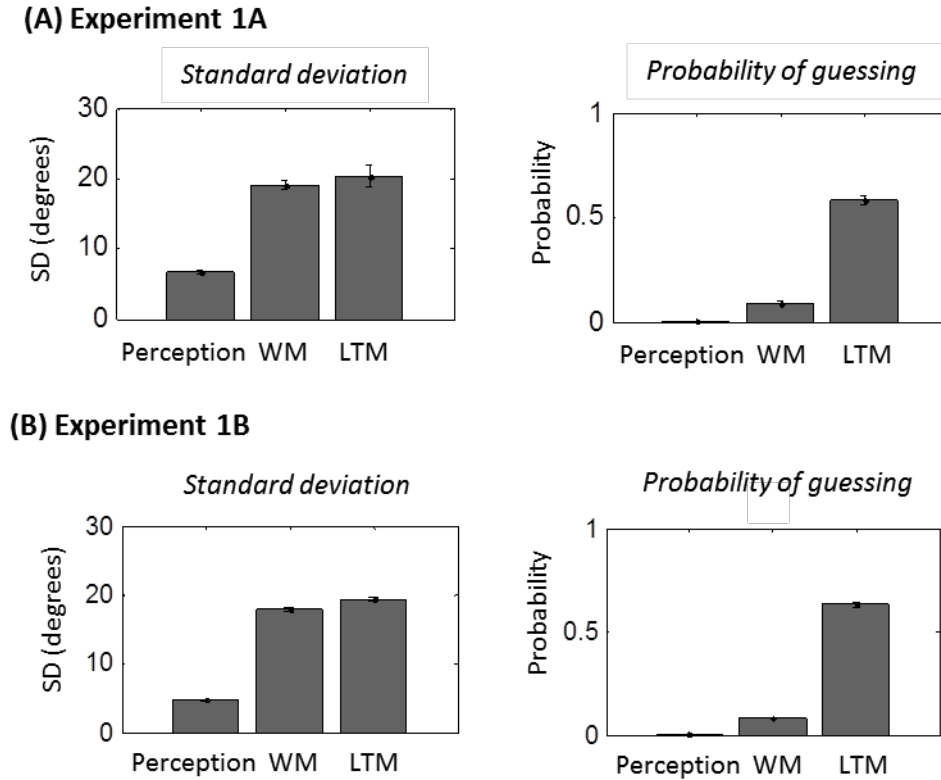 (A) Experiment 1A
Standard deviation
30
20
10
0
SD (degrees)
Perception WM LTM
Probability of guessing
1
0.5
0
Probability
Perception WM LTM
(B) Experiment 1B
Standard deviation
30
20
10
0
SD (degrees)
Perception WM LTM
Probability of guessing
1
0.5
0
Probability
Perception WM LTM